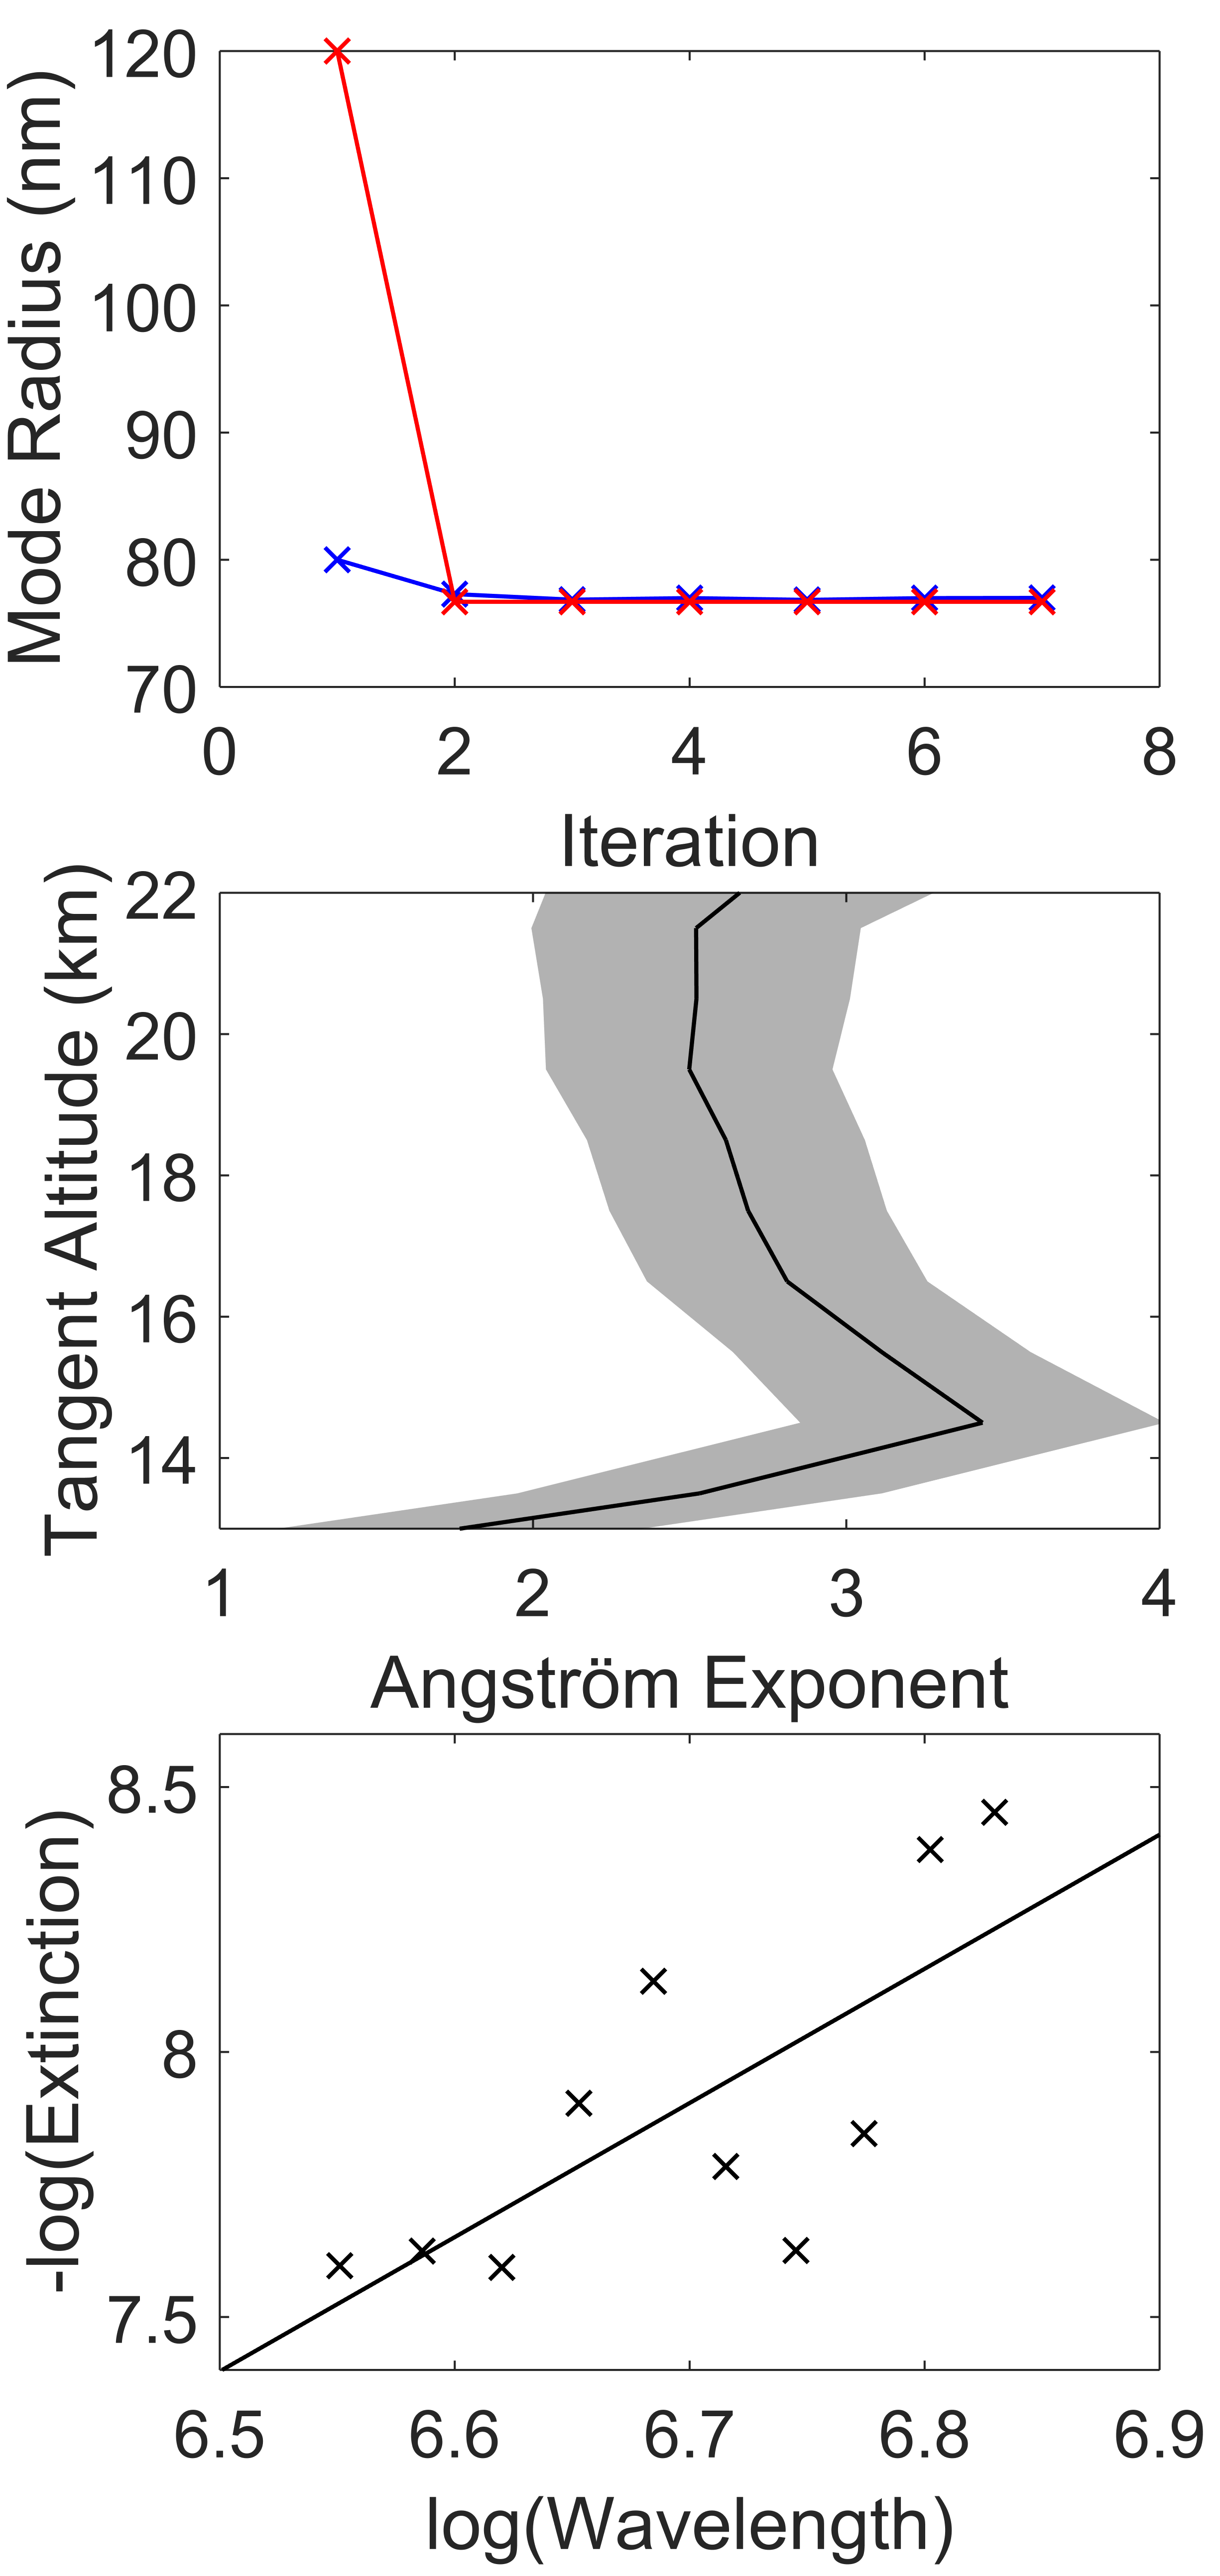 Mode Radius (nm)
120
110
100
90
80
70
0 2 4 6 8
Iteration
Tangent Altitude (km)
22
20
18
16
14
1 2 3 4
Angström Exponent
-log(Extinction)
8.5
8
7.5
6.5 6.6 6.7 6.8 6.9
log(Wavelength)